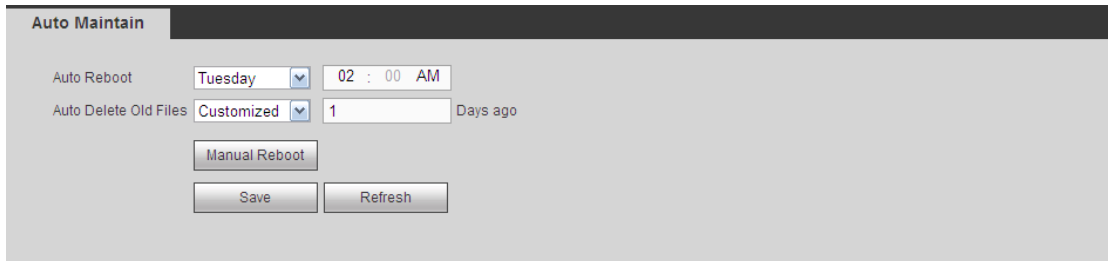 Auto Maintain
Auto Reboot Tuesday 02 : 00 AM
Auto Delete Old Files Customized 1 Days ago
Manual Reboot
Save Refresh